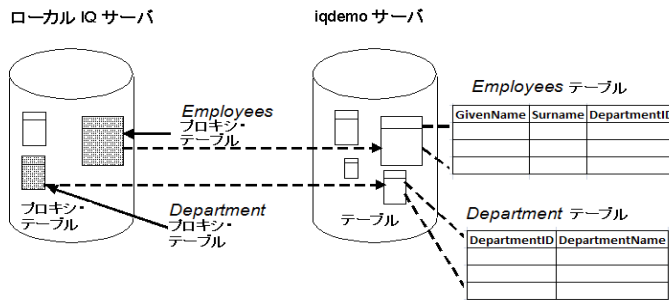 ローカル IQ サーバ
iqdemo サーバ
Employees テーブル
GivenName Surname DepartmentID
Employees
プロキシ・
テーブル
プロキシ・
テーブル
Department
プロキシ・
テーブル
テーブル
Department テーブル
DepartmentID DepartmentName